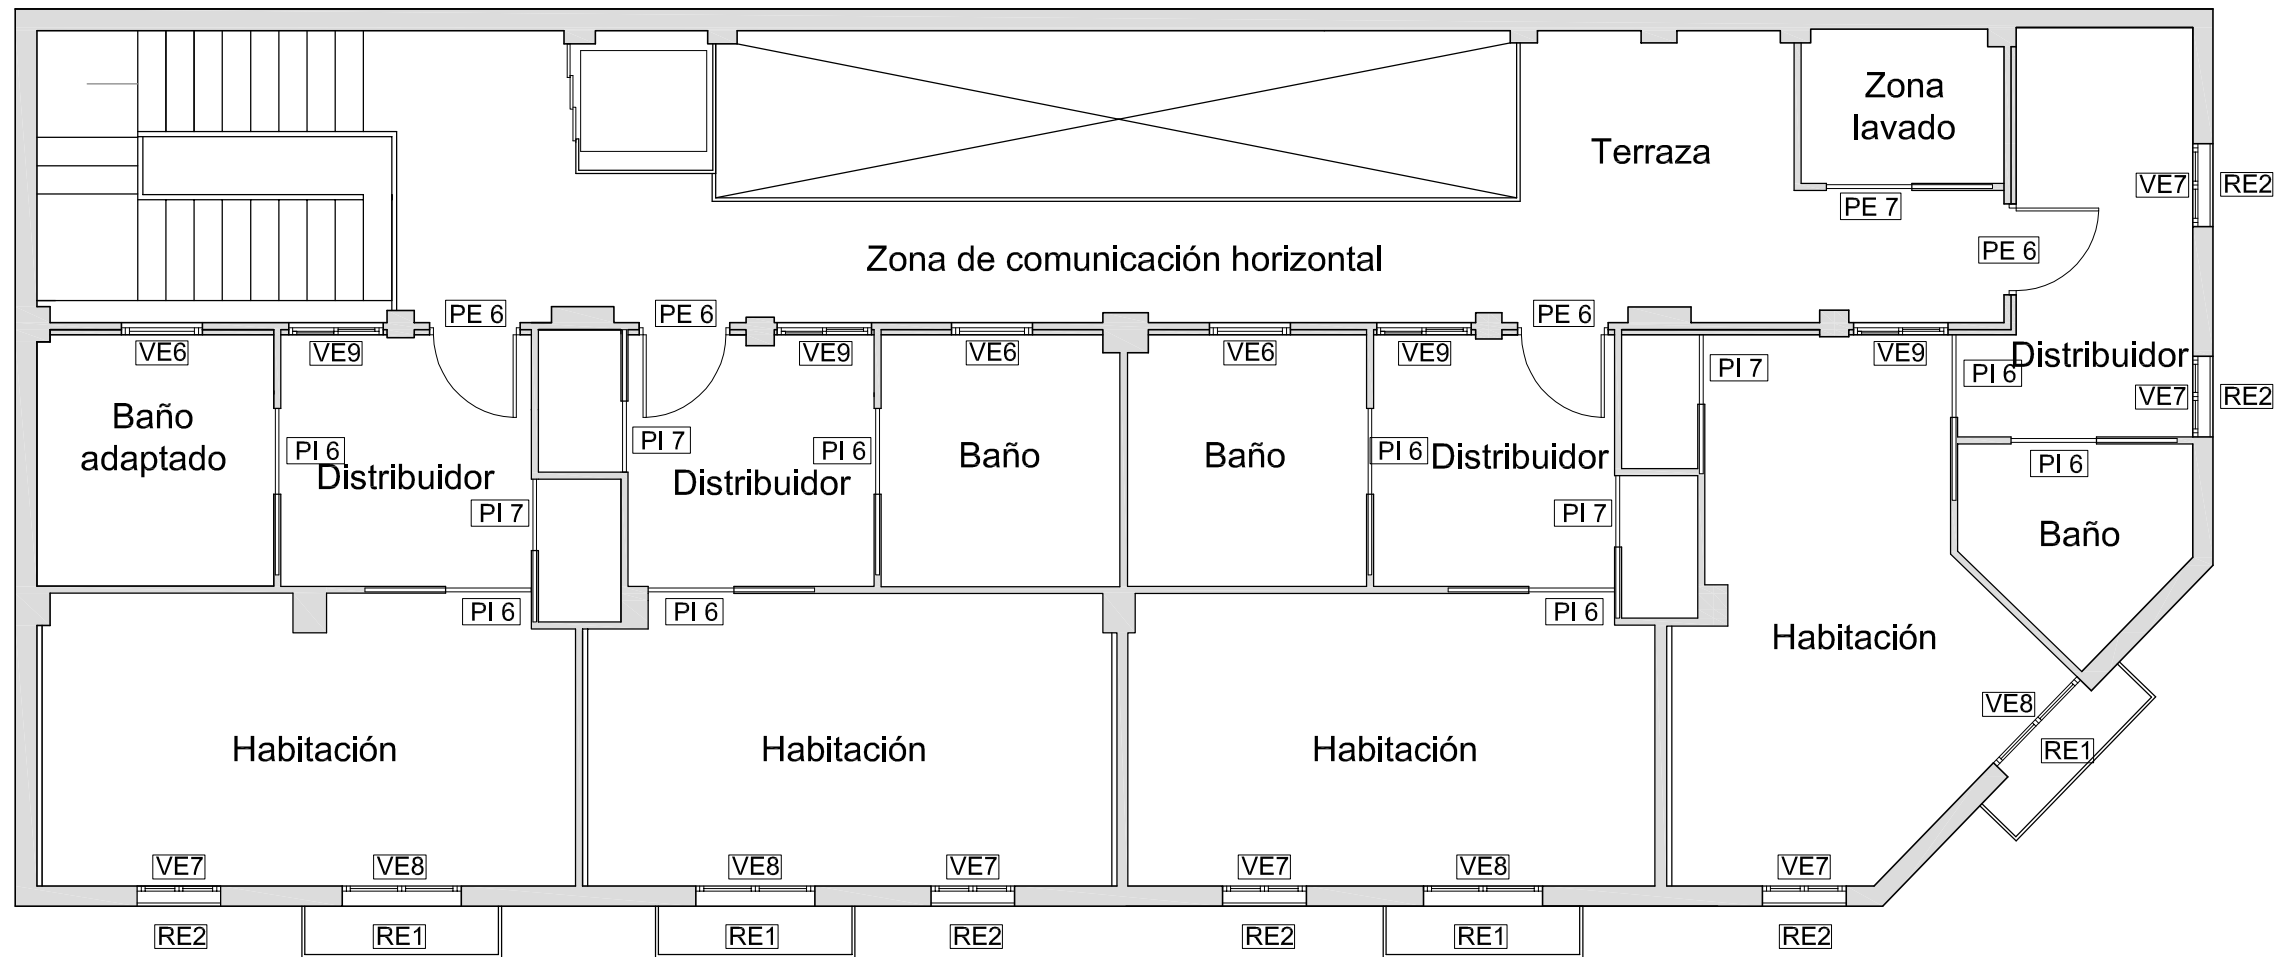 Zona
lavado
Terraza
VE7
RE2
PE 7
Zona de comunicación horizontal
PE 6
PE 6
PE 6
PE 6
VE6
VE9
VE9
VE6
VE6
VE9
VE9
Distribuidor
PI 7
PI 6
VE7
RE2
Baño
adaptado
PI 6
Distribuidor
PI 7
PI 7
Distribuidor
PI 6
Baño
Baño
PI 6
Distribuidor
PI 7
PI 6
Baño
PI 6
PI 6
PI 6
Habitación
VE8
RE1
Habitación
Habitación
Habitación
VE7
VE8
VE8
VE7
VE7
VE8
VE7
RE2
RE1
RE1
RE2
RE2
RE1
RE2